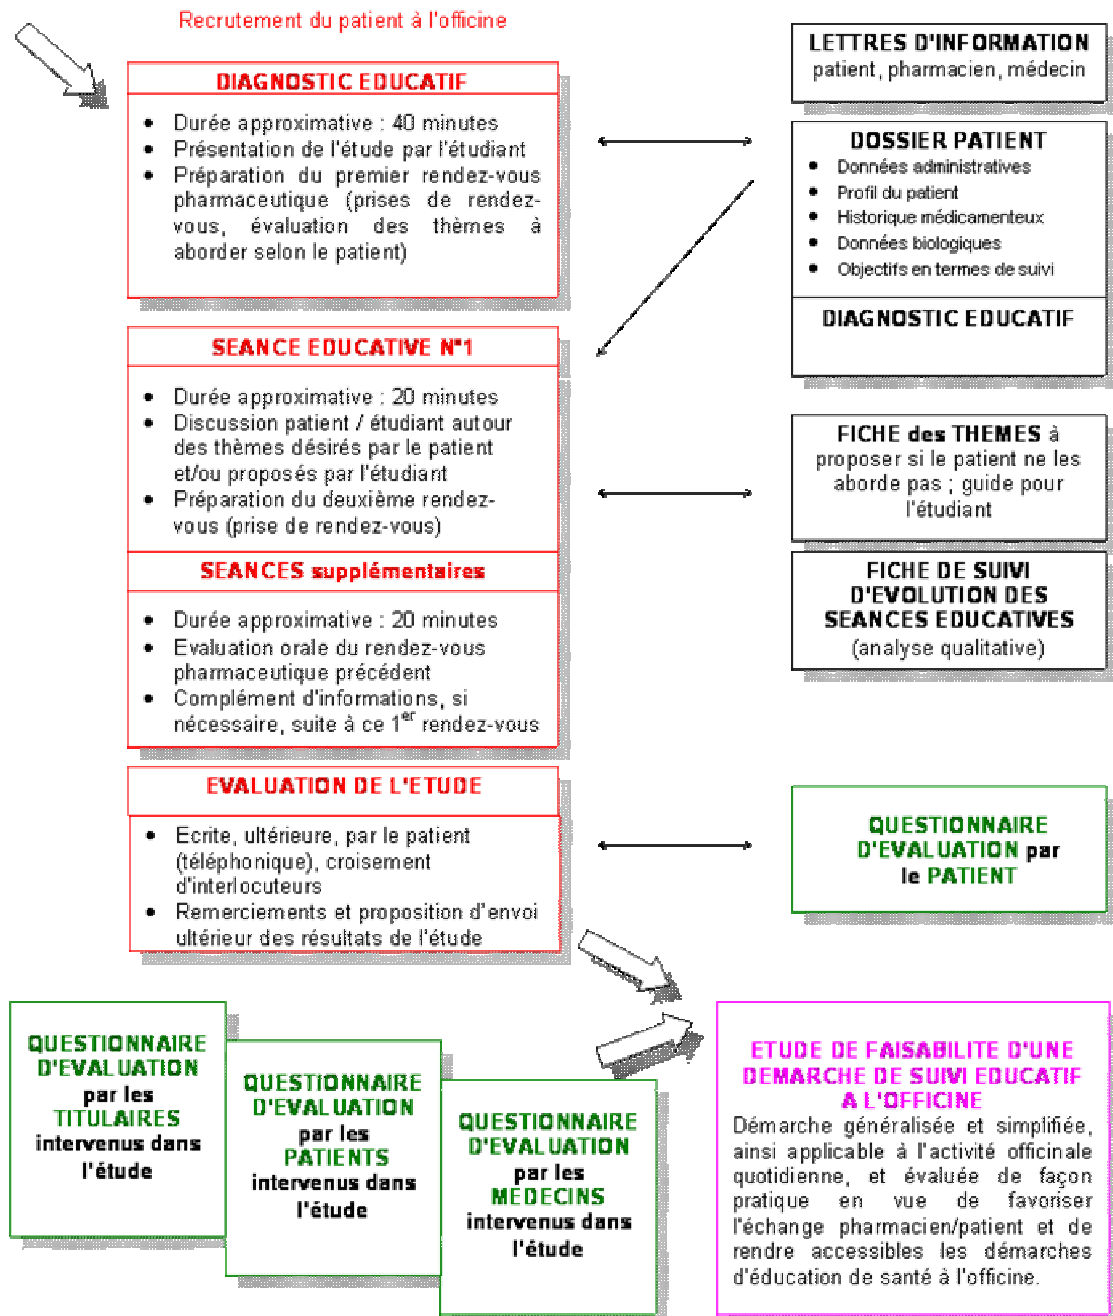 Recrutement du patient à l'officine
DIAGNOSTIC EDUCATIF
• Durée approximative : 40 minutes
• Présentation de l'étude par l'étudiant
• Préparation du premier rendez-vous
pharmaceutique (prises de rendez-
vous, évaluation des thèmes à
aborder selon le patient)
LETTRES D'INFORMATION
patient, pharmacien, médecin
DOSSIER PATIENT
• Données administratives
• Profil du patient
• Historique médicamenteux
• Données biologiques
• Objectifs en termes de suivi
DIAGNOSTIC EDUCATIF
SEANCE EDUCATIVE N°1
• Durée approximative : 20 minutes
• Discussion patient / étudiant autour
des thèmes désirés par le patient
et/ou proposés par l'étudiant
• Préparation du deuxième rendez-
vous (prise de rendez-vous)
SEANCES supplémentaires
• Durée approximative : 20 minutes
• Evaluation orale du rendez-vous
pharmaceutique précédent
• Complément d'informations, si
nécessaire, suite à ce 1er rendez-vous
FICHE des THEMES à
proposer si le patient ne les
aborde pas ; guide pour
l'étudiant
FICHE DE SUIVI
D'EVOLUTION DES
SEANCES EDUCATIVES
(analyse qualitative)
EVALUATION DE L'ETUDE
• Ecrite, ultérieure, par le patient
(téléphonique), croisement
d'interlocuteurs
• Remerciements et proposition d'envoi
ultérieur des résultats de l'étude
QUESTIONNAIRE
D'EVALUATION par
le PATIENT
QUESTIONNAIRE
D'EVALUATION
par les
TITULAIRES
intervenus dans
l'étude
QUESTIONNAIRE
D'EVALUATION
par les
PATIENTS
intervenus dans
l'étude
QUESTIONNAIRE
D'EVALUATION
par les
MEDECINS
intervenus dans
l'étude
ETUDE DE FAISABILITE D'UNE
DEMARCHE DE SUIVI EDUCATIF
A L'OFFICINE
Démarche généralisée et simplifiée,
ainsi applicable à l'activité officinale
quotidienne, et évaluée de façon
pratique en vue de favoriser
l'échange pharmacien/patient et de
rendre accessibles les démarches
d'éducation de santé à l'officine.